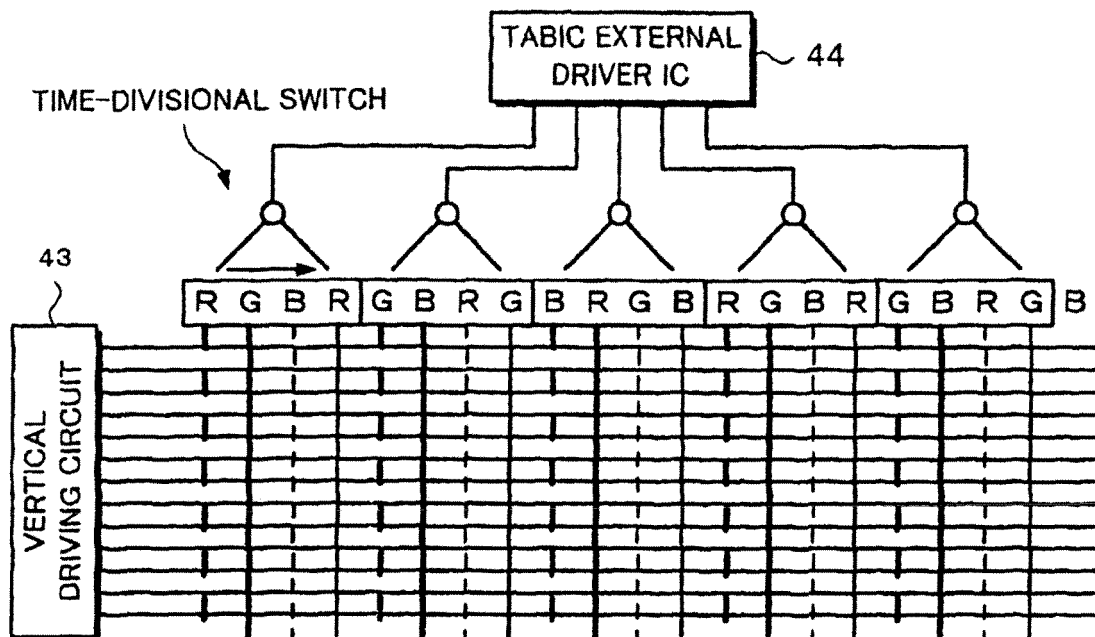 TABIC EXTERNAL
DRIVER IC
44
TIME-DIVISIONAL SWITCH
43
R G B R G B R G B R G B R G B R G B R G B
VERTICAL
DRIVING CIRCUIT